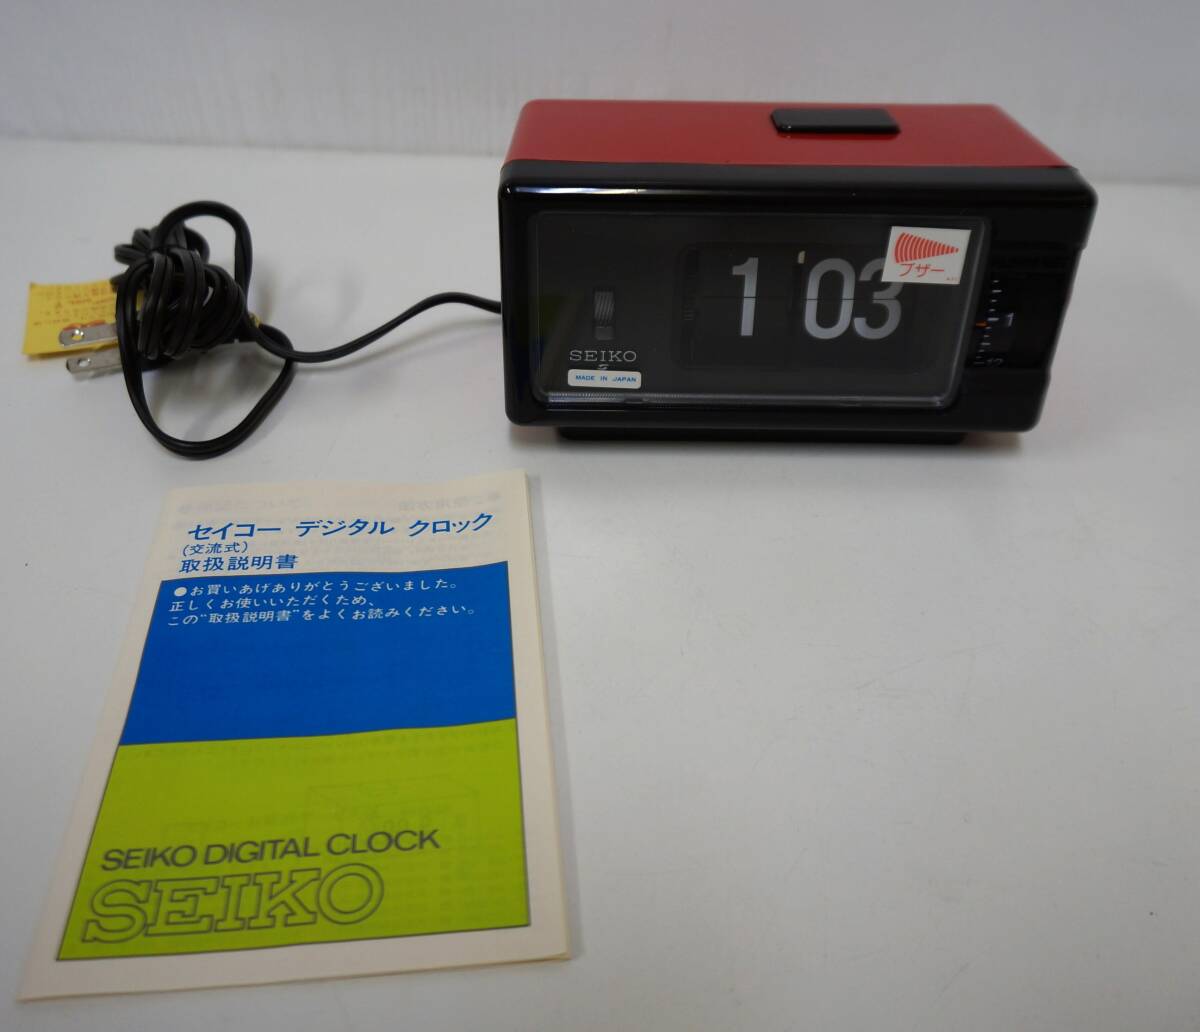 ブザー
1 03
1
SEIKO
MADE IN JAPAN
セイコー デジタル クロック
(交流式)
取扱説明書
●お買いあげありがとうございました。
正しくお使いいただくため、
この"取扱説明書"をよくお読みください。
SEIKO DIGITAL CLOCK
SEIKO